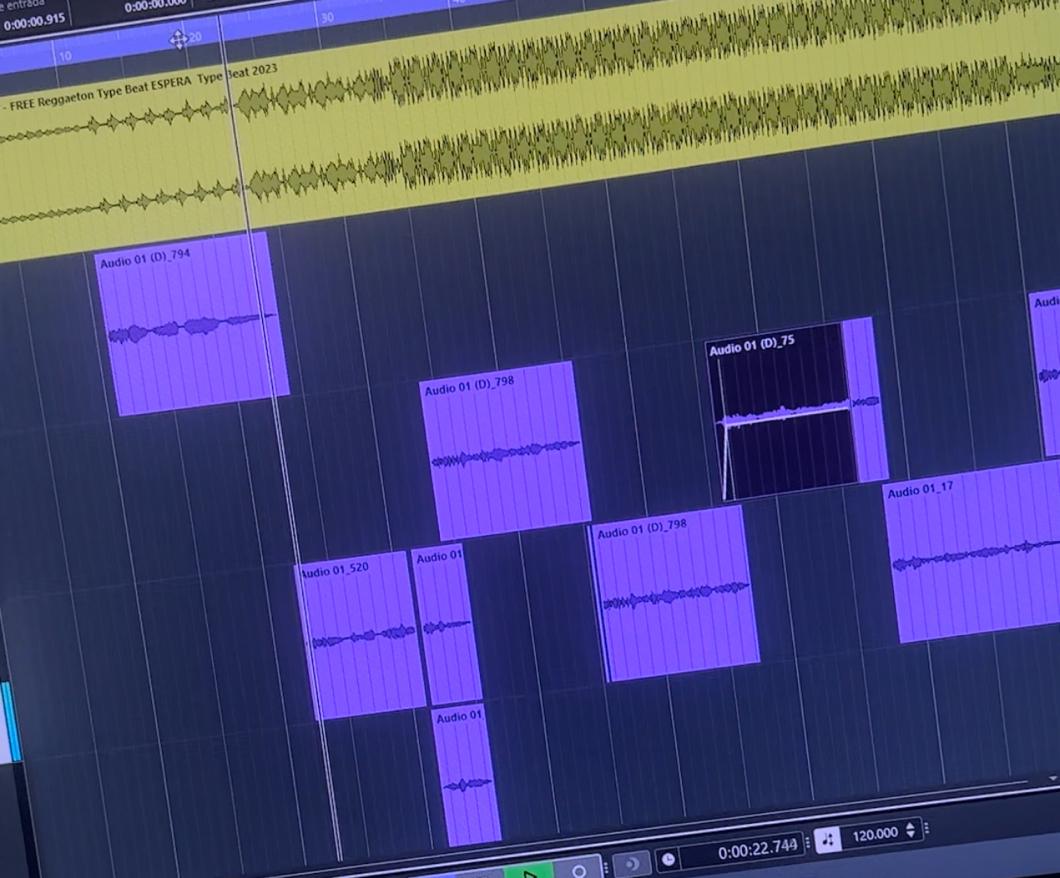 e entrada
0:00:00.915
0:00:00.000
10
20
30
- FREE Reggaeton Type Beat ESPERA Type Beat 2023
Audio 01 (D)_794
Audio 01 (D)_798
Audio 01 (D)_75
Audi
Audio 01_520
Audio 01
Audio 01 (D)_798
Audio 01_17
Audio 01
0:00:22.744
120.000